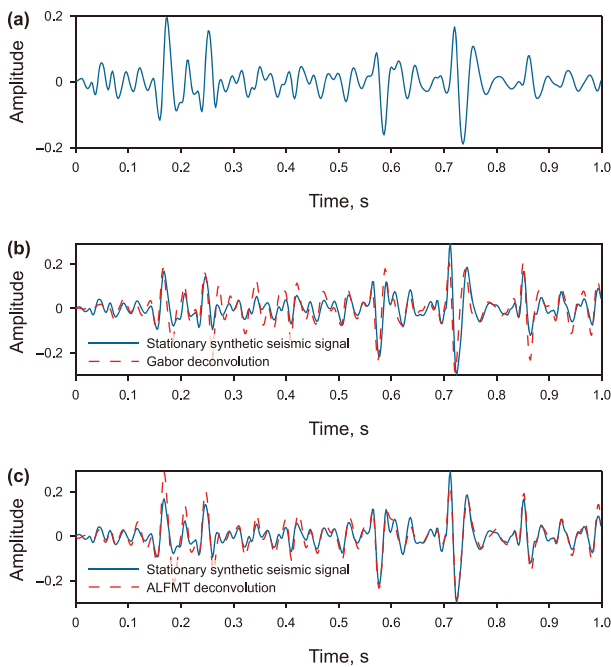 (a)
0.2
0
−0.2
Amplitude
0 0.1 0.2 0.3 0.4 0.5 0.6 0.7 0.8 0.9 1.0
Time, s
(b)
0.2
0
−0.2
Amplitude
Stationary synthetic seismic signal
Gabor deconvolution
0 0.1 0.2 0.3 0.4 0.5 0.6 0.7 0.8 0.9 1.0
Time, s
(c)
0.2
0
−0.2
Amplitude
Stationary synthetic seismic signal
ALFMT deconvolution
0 0.1 0.2 0.3 0.4 0.5 0.6 0.7 0.8 0.9 1.0
Time, s